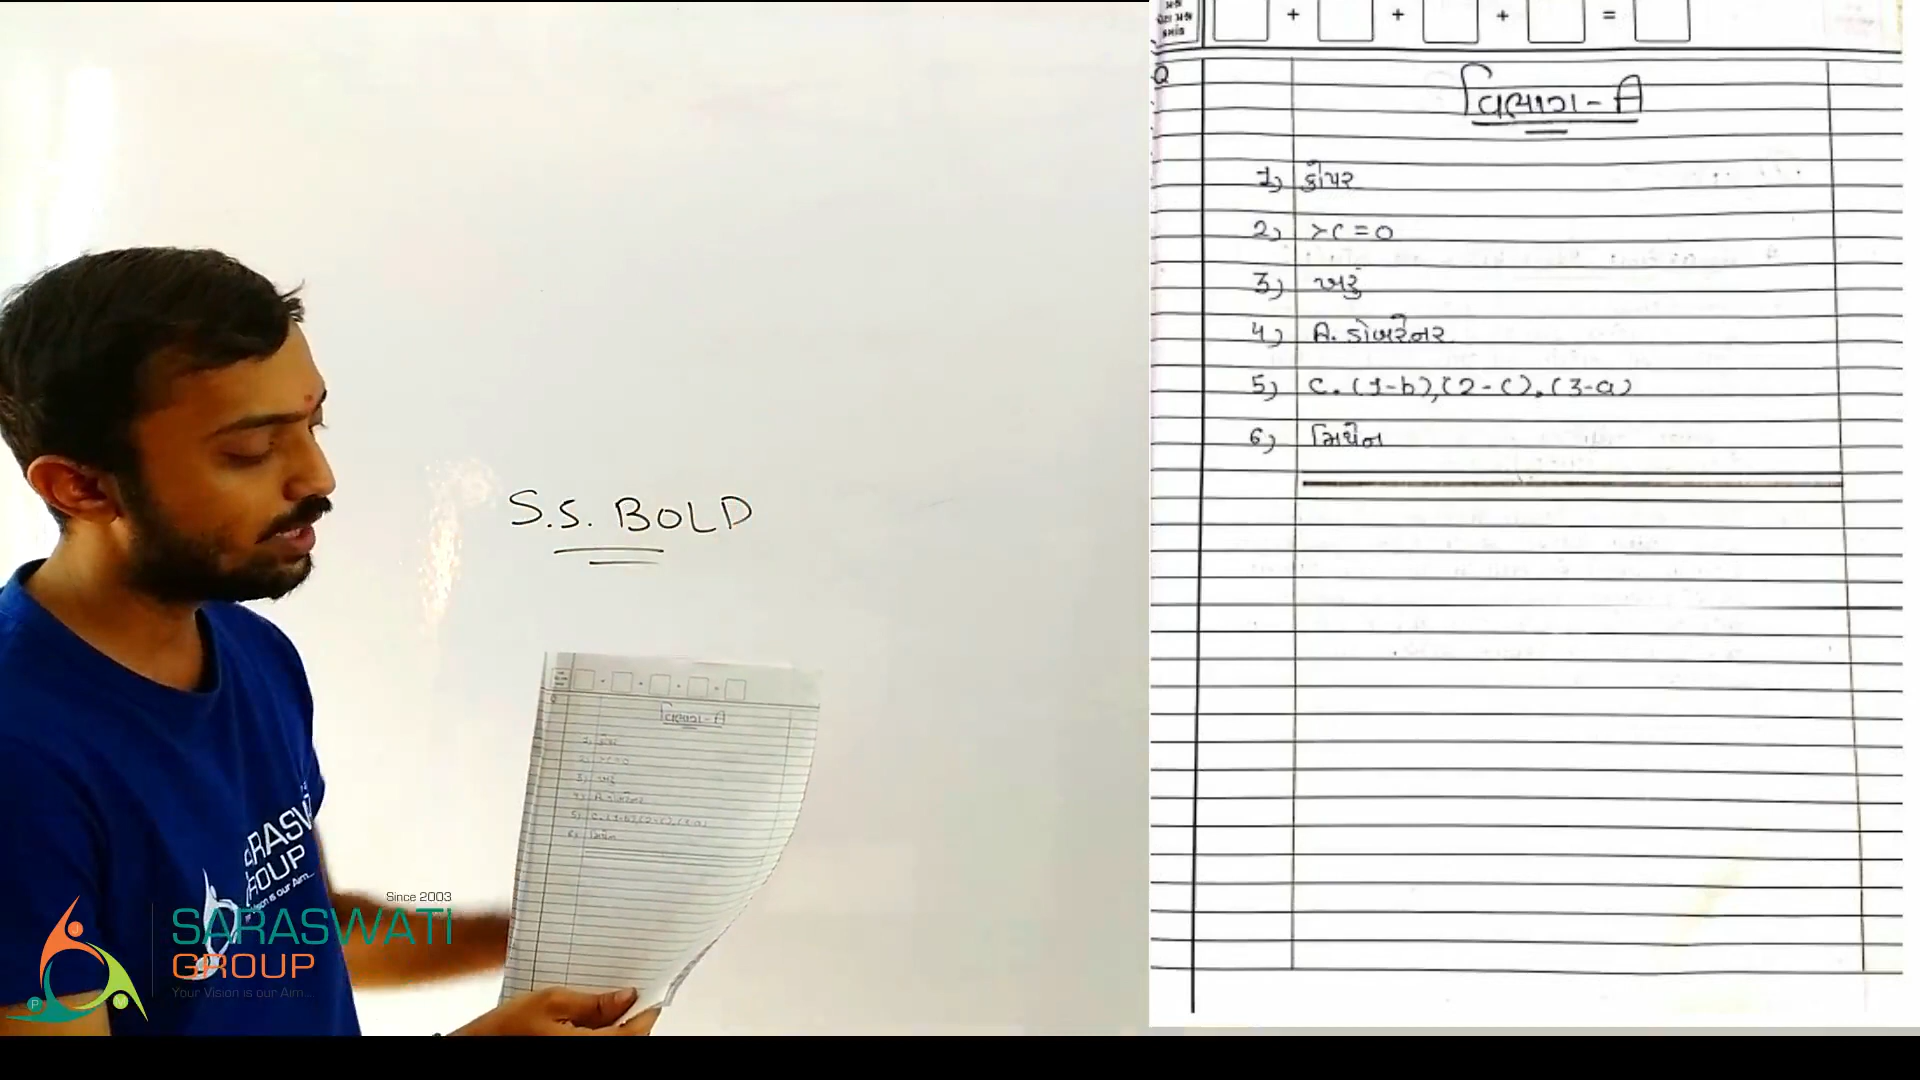 S.S. BOLD
Since 2003
SARASWATI
GROUP
Your Vision is our Aim...
+ + + =
Q
વિભાગ - A
1) કોપર
2) >C=O
3) ખરું
4) A. ડોબરેનર
5) C. (1-b), (2-c), (3-a)
6) મિથેન